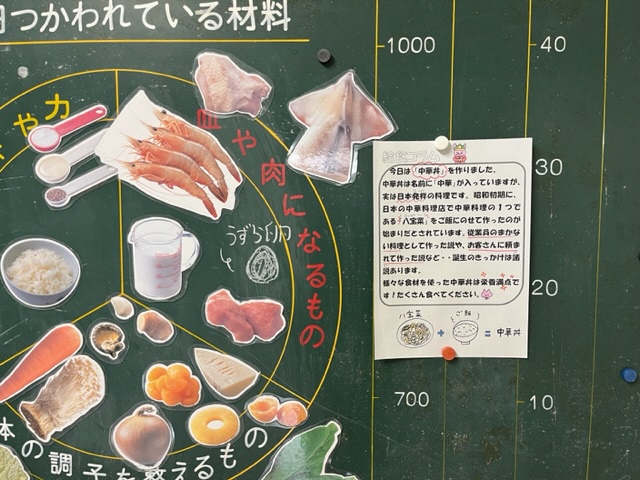 つかわれている材料
や力
血や肉になるもの
うずら卵
体の調子を整えるもの
1000
700
40
30
20
10
給食コラム
今日は「中華丼」を作りました。
中華丼は名前に「中華」が入っていますが、
実は日本発祥の料理です。昭和初期に、
日本の中華料理店で中華料理の1つで
ある「八宝菜」をご飯にのせて作ったのが
始まりだとされています。従業員のまかな
い料理として作った説や、お客さんに頼ま
れて作った説など・・誕生のきっかけは諸
説あります。
様々な食材を使った中華丼は栄養満点で
す！たくさん食べてください。
八宝菜 + ご飯 = 中華丼